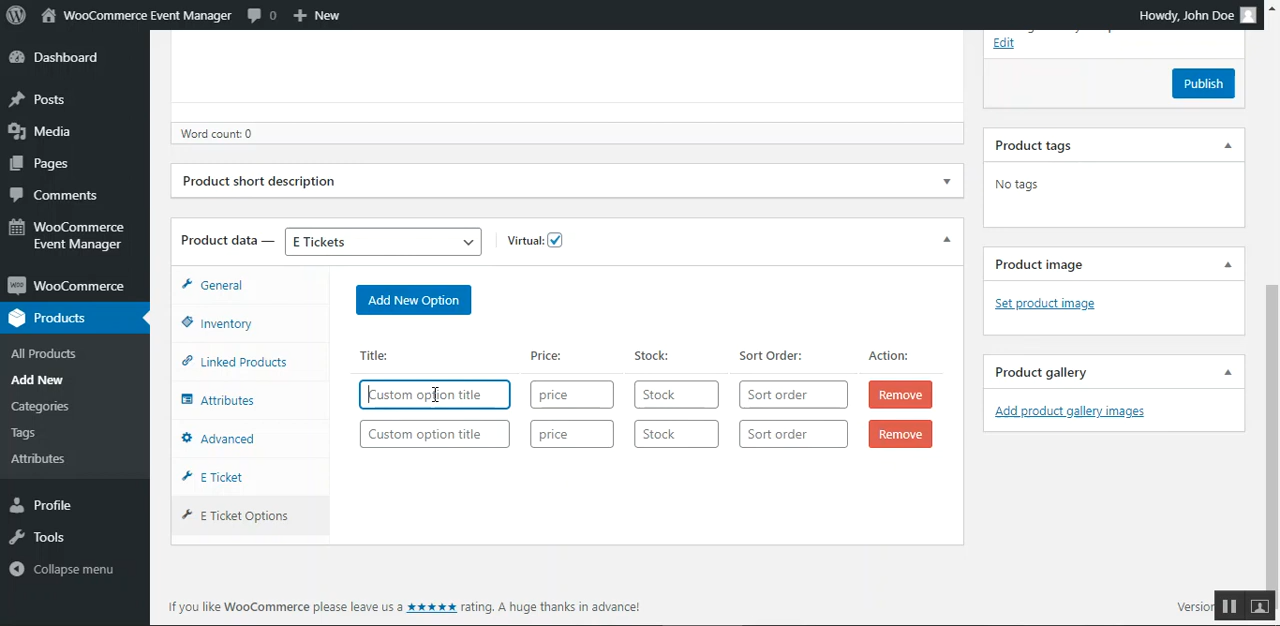 WooCommerce Event Manager 0 New Howdy, John Doe
Dashboard
Posts
Media
Pages
Comments
WooCommerce
Event Manager
WooCommerce
Products
All Products
Add New
Categories
Tags
Attributes
Profile
Tools
Collapse menu
Word count: 0
Product short description
Product data — E Tickets Virtual:
General
Inventory
Linked Products
Attributes
Advanced
E Ticket
E Ticket Options
Add New Option
Title: Price: Stock: Sort Order: Action:
Custom option title price Stock Sort order Remove
Custom option title price Stock Sort order Remove
Edit
Publish
Product tags
No tags
Product image
Set product image
Product gallery
Add product gallery images
If you like WooCommerce please leave us a ★★★★★ rating. A huge thanks in advance!